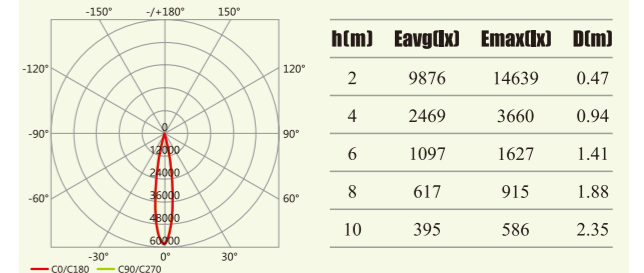 -150° -/+180° 150°
-120° 120°
-90° 90°
-60° 60°
-30° 0° 30°
0
12000
24000
36000
48000
60000
C0/C180 C90/C270
h(m) Eavg(lx) Emax(lx) D(m)
2 9876 14639 0.47
4 2469 3660 0.94
6 1097 1627 1.41
8 617 915 1.88
10 395 586 2.35